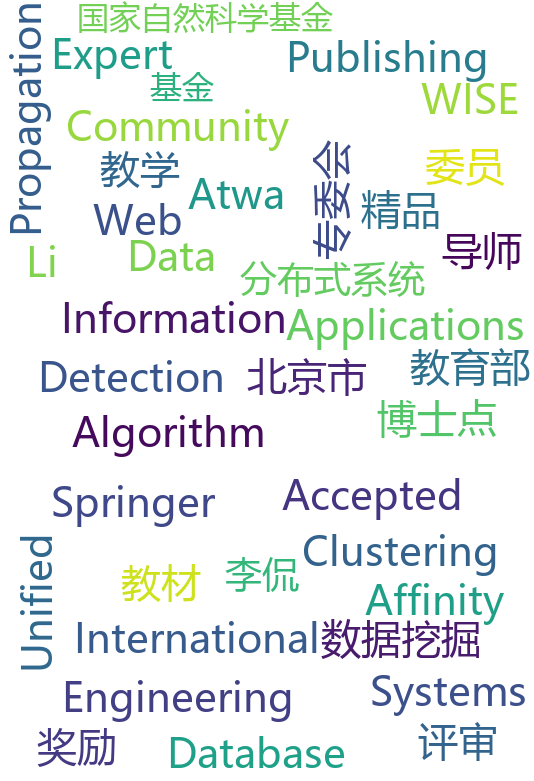 国家自然科学基金
Propagation
Expert
Publishing
基金
WISE
Community
专委会
教学
委员
Atwa
精品
Web
导师
Li
Data
分布式系统
Information
Applications
Detection
北京市
教育部
Algorithm
博士点
Springer
Accepted
Unified
Clustering
教材
李侃
Affinity
International
数据挖掘
Engineering
Systems
奖励
Database
评审